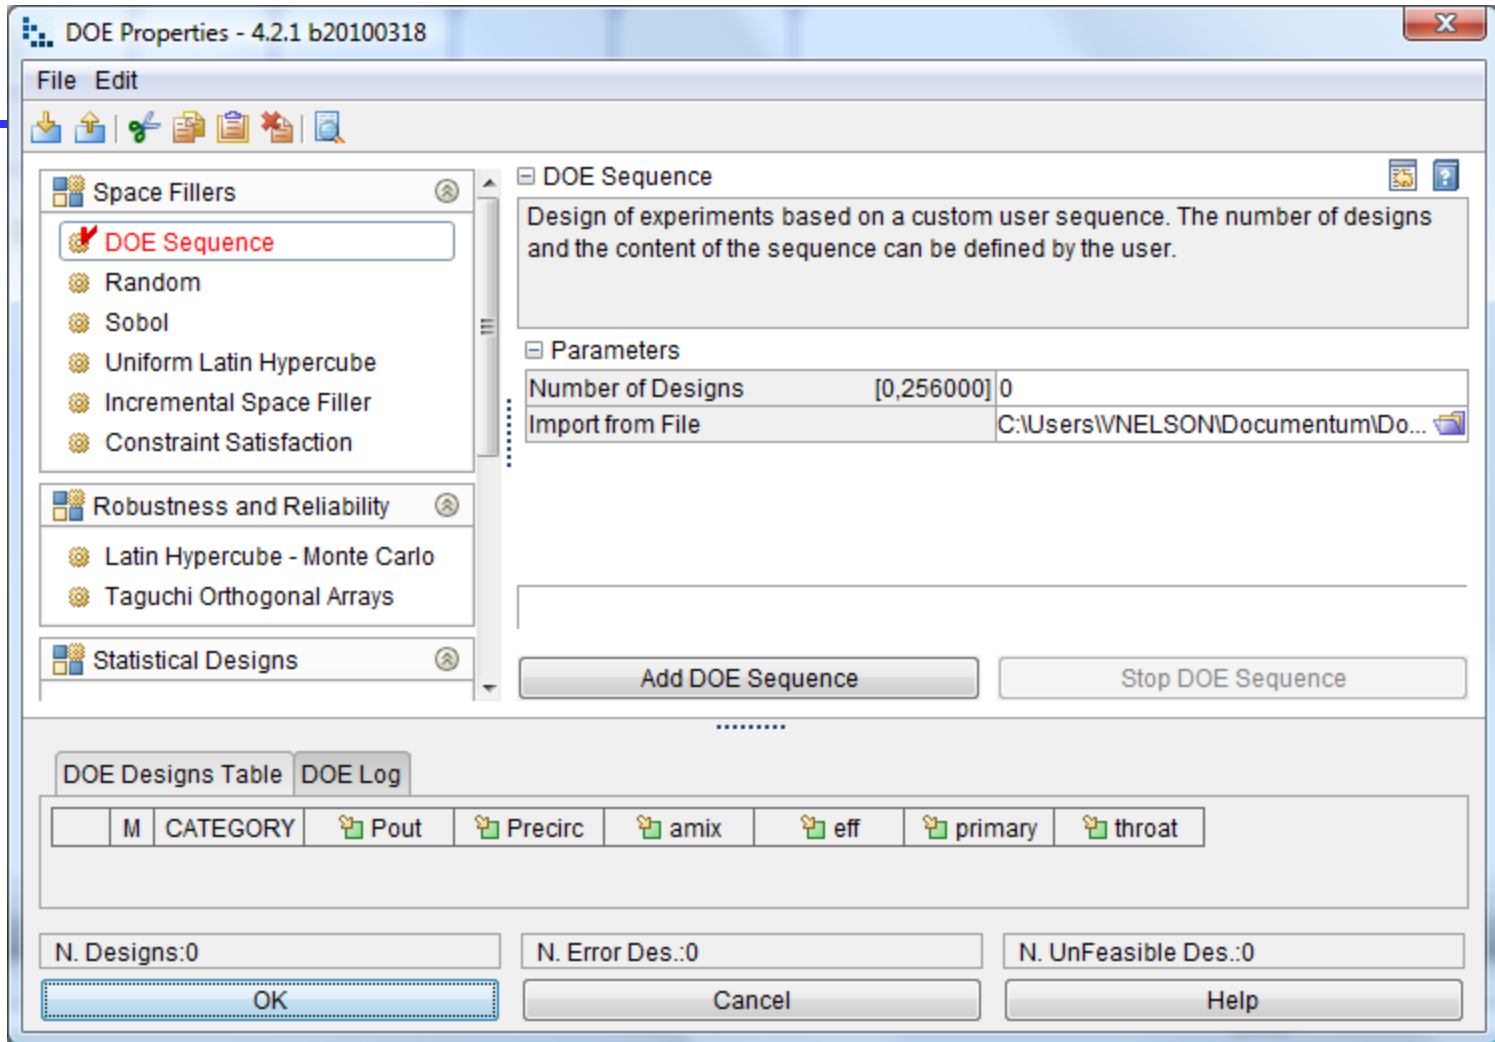 DOE Properties - 4.2.1 b20100318
File Edit
Space Fillers
DOE Sequence
Random
Sobol
Uniform Latin Hypercube
Incremental Space Filler
Constraint Satisfaction
Robustness and Reliability
Latin Hypercube - Monte Carlo
Taguchi Orthogonal Arrays
Statistical Designs
DOE Sequence
Design of experiments based on a custom user sequence. The number of designs
and the content of the sequence can be defined by the user.
Parameters
Number of Designs [0,256000] 0
Import from File C:\Users\VNELSON\Documentum\Do...
Add DOE Sequence Stop DOE Sequence
DOE Designs Table DOE Log
M CATEGORY Pout Precirc amix eff primary throat
N. Designs:0 N. Error Des.:0 N. UnFeasible Des.:0
OK Cancel Help